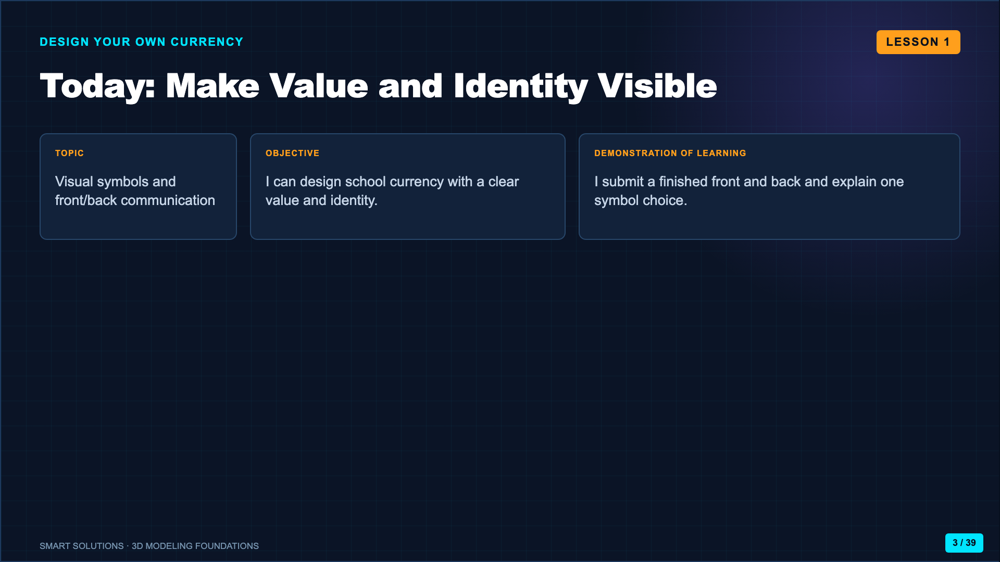 DESIGN YOUR OWN CURRENCY
LESSON 1
Today: Make Value and Identity Visible
TOPIC
Visual symbols and
front/back communication
OBJECTIVE
I can design school currency with a clear
value and identity.
DEMONSTRATION OF LEARNING
I submit a finished front and back and explain one
symbol choice.
SMART SOLUTIONS · 3D MODELING FOUNDATIONS
3 / 39